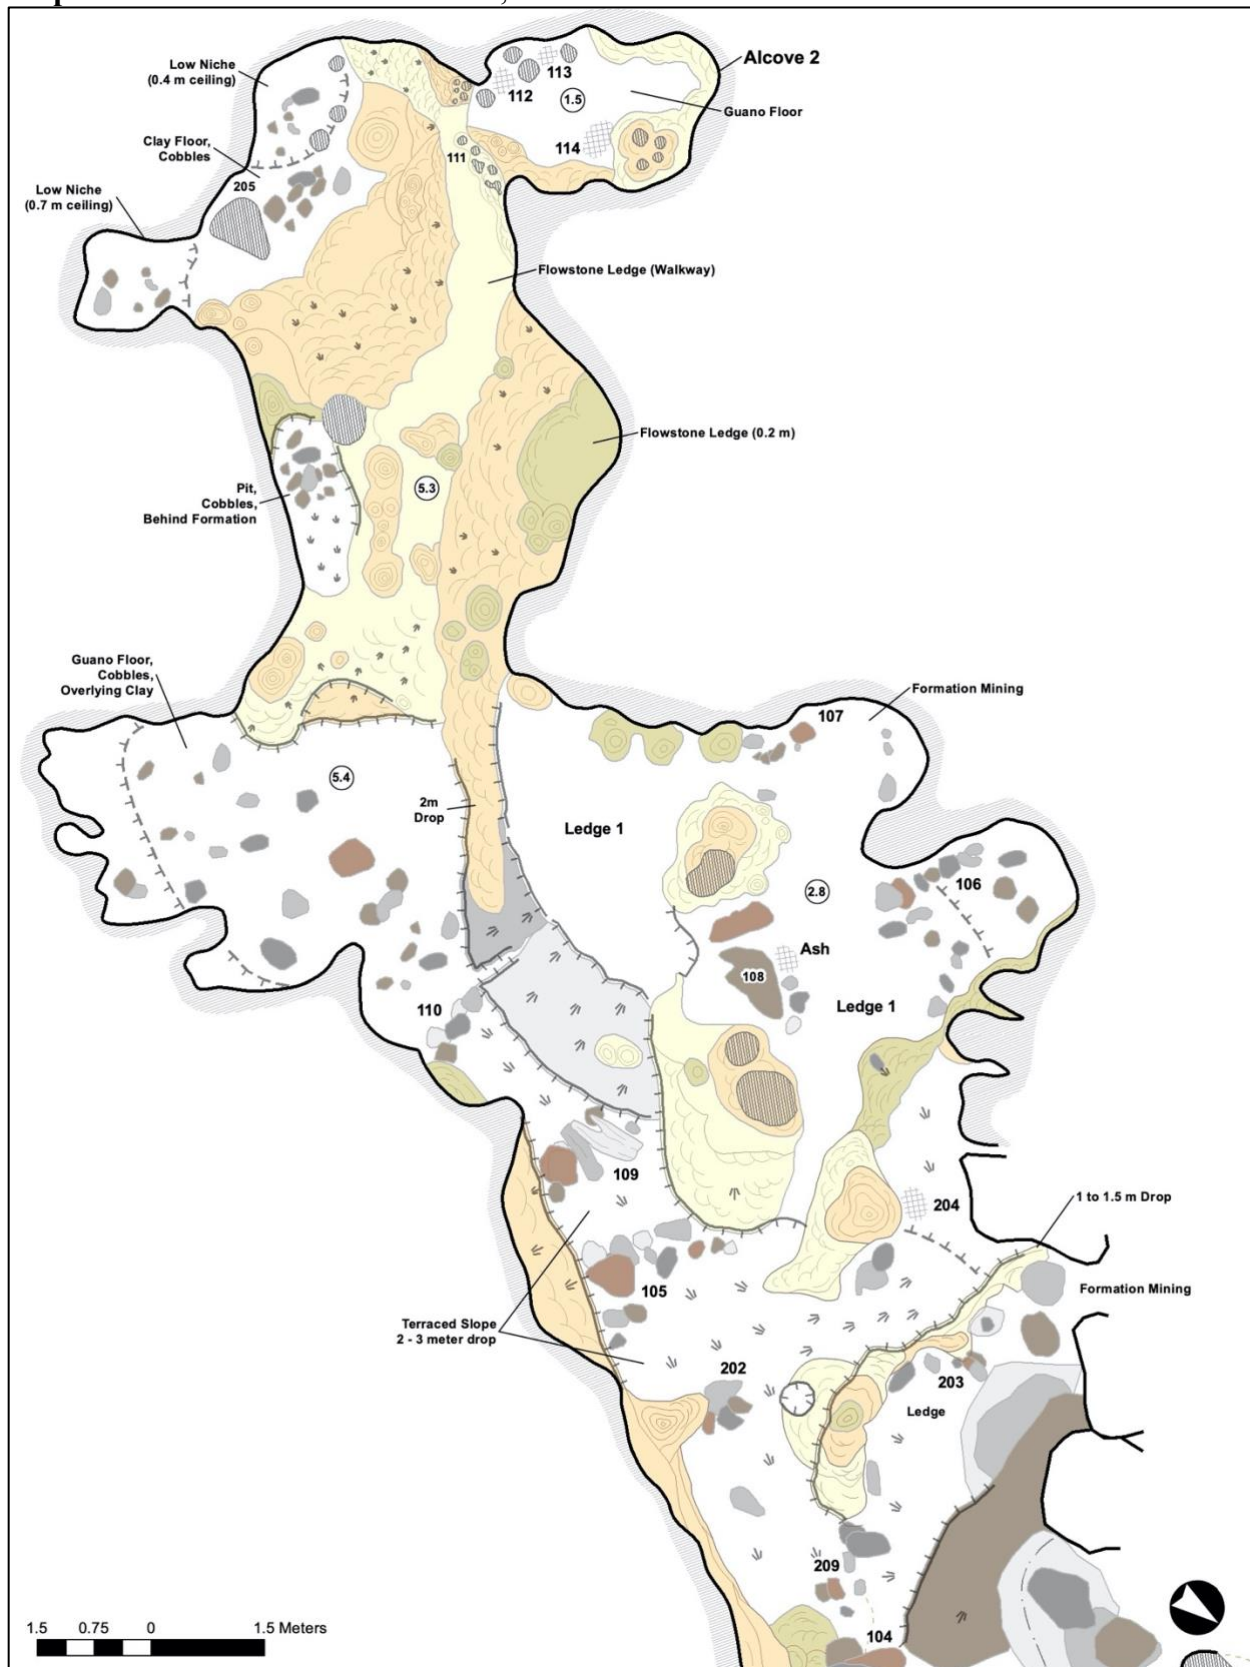 Low Niche
(0.4 m ceiling)
113
112
1.5
Alcove 2
Guano Floor
Clay Floor,
Cobbles
114
111
205
Low Niche
(0.7 m ceiling)
Flowstone Ledge (Walkway)
Flowstone Ledge (0.2 m)
5.3
Pit,
Cobbles,
Behind Formation
Guano Floor,
Cobbles,
Overlying Clay
Formation Mining
107
5.4
2m
Drop
Ledge 1
2.8
106
Ash
108
Ledge 1
110
109
204
1 to 1.5 m Drop
105
Formation Mining
Terraced Slope
2 - 3 meter drop
202
203
Ledge
209
104
1.5 0.75 0 1.5 Meters